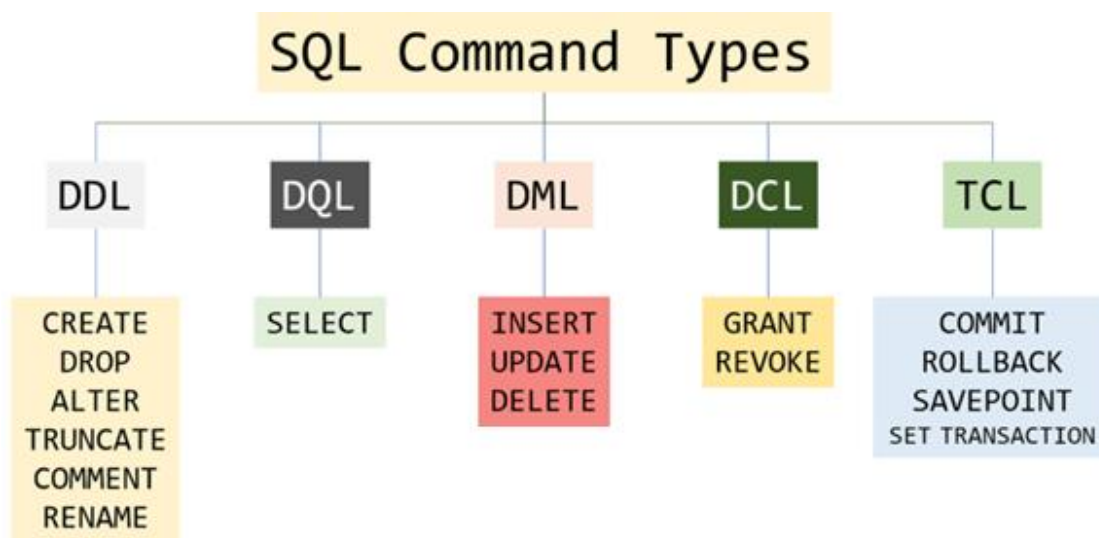 SQL Command Types
DDL
DQL
DML
DCL
TCL
CREATE
DROP
ALTER
TRUNCATE
COMMENT
RENAME
SELECT
INSERT
UPDATE
DELETE
GRANT
REVOKE
COMMIT
ROLLBACK
SAVEPOINT
SET TRANSACTION